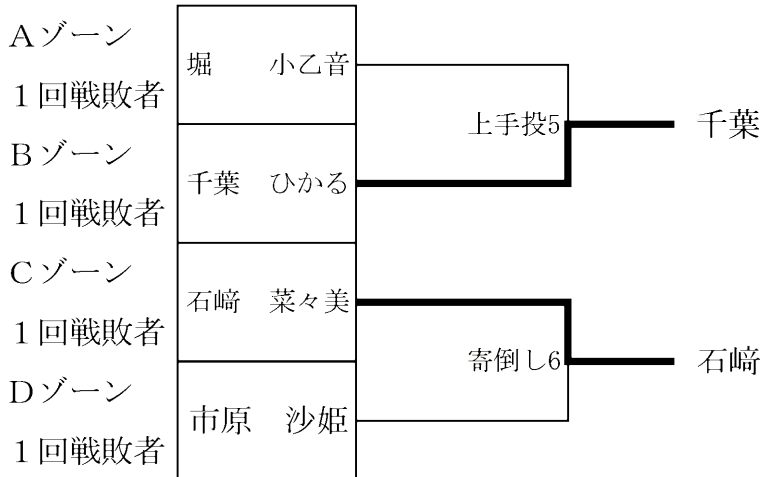 Aゾーン
堀　小乙音
１回戦敗者
上手投5
千葉
Bゾーン
千葉　ひかる
１回戦敗者
Cゾーン
石﨑　菜々美
１回戦敗者
寄倒し6
石﨑
Dゾーン
市原　沙姫
１回戦敗者